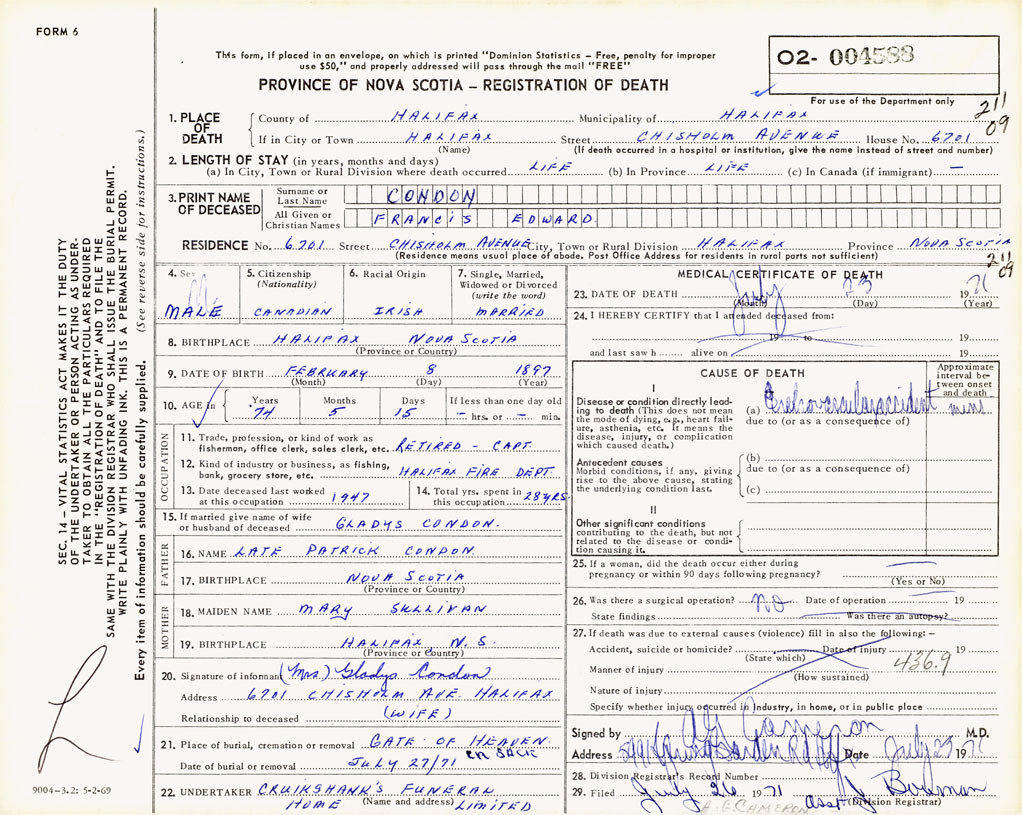 FORM 6
This form, if placed in an envelope, on which is printed "Dominion Statistics - Free, penalty for improper
use $50," and properly addressed will pass through the mail "FREE"
02- 004588
PROVINCE OF NOVA SCOTIA - REGISTRATION OF DEATH
For use of the Department only
211
09
1. PLACE OF DEATH County of HALIFAX Municipality of HALIFAX
If in City or Town HALIFAX Street CHISHOLM AVENUE House No. 6701
(Name) (If death occurred in a hospital or institution, give the name instead of street and number)
2. LENGTH OF STAY (in years, months and days)
(a) In City, Town or Rural Division where death occurred LIFE (b) In Province LIFE (c) In Canada (if immigrant) —
3. PRINT NAME OF DECEASED Surname or Last Name CONDON
All Given or Christian Names FRANCIS EDWARD
RESIDENCE No. 6701 Street CHISHOLM AVENUE City, Town or Rural Division HALIFAX Province NOVA SCOTIA
(Residence means usual place of abode. Post Office Address for residents in rural parts not sufficient)
211
09
4. Sex MALE
5. Citizenship (Nationality) CANADIAN
6. Racial Origin IRISH
7. Single, Married, Widowed or Divorced (write the word) MARRIED
8. BIRTHPLACE HALIFAX NOVA SCOTIA
(Province or Country)
9. DATE OF BIRTH FEBRUARY 8 1897
(Month) (Day) (Year)
10. AGE in Years 74 Months 5 Days 15 If less than one day old — hrs. or — min.
OCCUPATION
11. Trade, profession, or kind of work as
fisherman, office clerk, sales clerk, etc. RETIRED - CAPT.
12. Kind of industry or business, as fishing,
bank, grocery store, etc. HALIFAX FIRE DEPT.
13. Date deceased last worked at this occupation 1947
14. Total yrs. spent in this occupation 28 YRS.
15. If married give name of wife
or husband of deceased GLADYS CONDON.
FATHER
16. NAME LATE PATRICK CONDON
17. BIRTHPLACE NOVA SCOTIA
(Province or Country)
MOTHER
18. MAIDEN NAME MARY SULLIVAN
19. BIRTHPLACE HALIFAX, N.S.
(Province or Country)
20. Signature of informant (Mrs.) Gladys Condon
Address 6701 CHISHOLM AVE. HALIFAX
Relationship to deceased (WIFE)
21. Place of burial, cremation or removal GATE OF HEAVEN
Date of burial or removal JULY 27/71
22. UNDERTAKER CRUIKSHANK'S FUNERAL
HOME (Name and address) LIMITED
MEDICAL CERTIFICATE OF DEATH
23. DATE OF DEATH July 23 1971
(Month) (Day) (Year)
24. I HEREBY CERTIFY that I attended deceased from:
19 to 19
and last saw h alive on 19
CAUSE OF DEATH
Approximate interval between onset and death
I
Disease or condition directly leading to death (This does not mean
the mode of dying, e.g., heart failure, asthenia, etc. It means the
disease, injury, or complication
which caused death.)
(a) Cerebrovascular accident mins
due to (or as a consequence of)
Antecedent causes
Morbid conditions, if any, giving
rise to the above cause, stating
the underlying condition last.
(b)
due to (or as a consequence of)
(c)
II
Other significant conditions
contributing to the death, but not
related to the disease or condition causing it.
25. If a woman, did the death occur either during
pregnancy or within 90 days following pregnancy? —
(Yes or No)
26. Was there a surgical operation? NO Date of operation 19
State findings Was there an autopsy?
27. If death was due to external causes (violence) fill in also the following: -
Accident, suicide or homicide? Date of injury 19
(State which) 436.9
Manner of injury
(How sustained)
Nature of injury
Specify whether injury occurred in Industry, in home, or in public place
Signed by A G Cameron M.D.
Address Spring Garden Rd Date July 23 1971
28. Division Registrar's Record Number
29. Filed July 26 1971
Asst (Division Registrar)
A.G. CAMERON
SEC. 14 - VITAL STATISTICS ACT MAKES IT THE DUTY
OF THE UNDERTAKER OR PERSON ACTING AS UNDERTAKER TO OBTAIN ALL THE PARTICULARS REQUIRED
IN THE "REGISTRATION OF DEATH" AND TO FILE THE
SAME WITH THE DIVISION REGISTRAR WHO SHALL ISSUE THE BURIAL PERMIT.
WRITE PLAINLY WITH UNFADING INK. THIS IS A PERMANENT RECORD.
Every item of information should be carefully supplied. (See reverse side for instructions.)
9004-3.2: 5-2-69